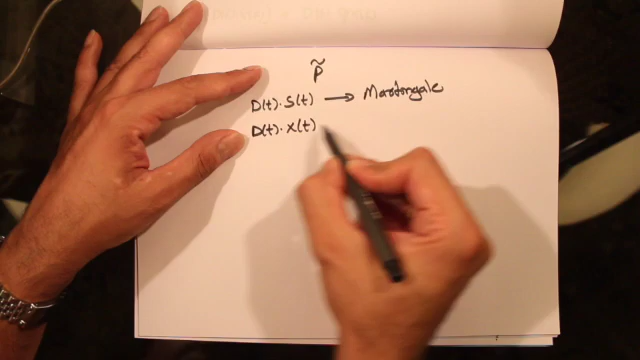 P̃
D(t)·S(t) → Martingale
D(t)·X(t)